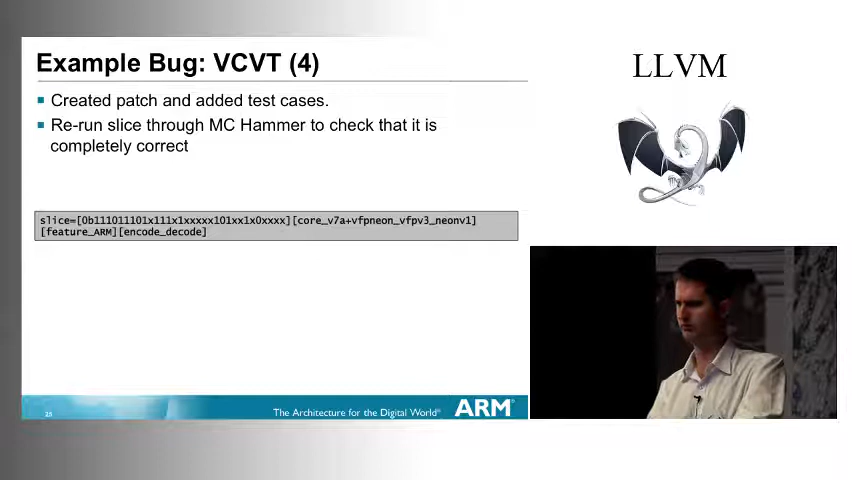 Example Bug: VCVT (4)
LLVM
Created patch and added test cases.
Re-run slice through MC Hammer to check that it is
completely correct
slice=[0b111011101x111x1xxxxx101xx1x0xxxx][core_v7a+vfpneon_vfpv3_neonv1]
[feature_ARM][encode_decode]
25
The Architecture for the Digital World®
ARM®